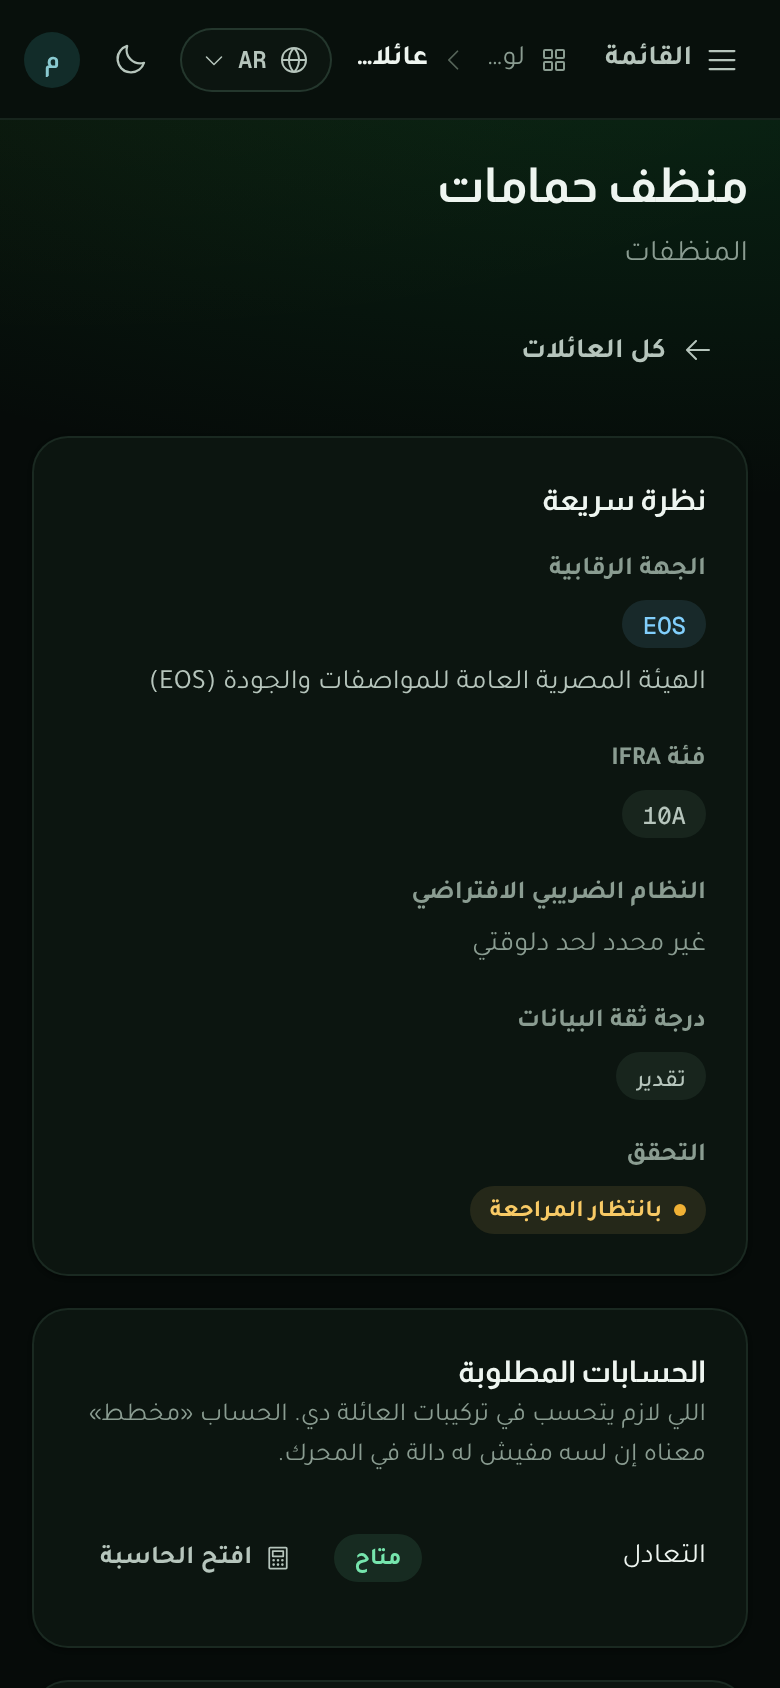 القائمة
لو...
عائلا...
AR
م
منظف حمامات
المنظفات
كل العائلات
نظرة سريعة
الجهة الرقابية
EOS
الهيئة المصرية العامة للمواصفات والجودة (EOS)
فئة IFRA
10A
النظام الضريبي الافتراضي
غير محدد لحد دلوقتي
درجة ثقة البيانات
تقدير
التحقق
بانتظار المراجعة
الحسابات المطلوبة
اللي لازم يتحسب في تركيبات العائلة دي. الحساب «مخطط»
معناه إن لسه مفيش له دالة في المحرك.
التعادل
متاح
افتح الحاسبة